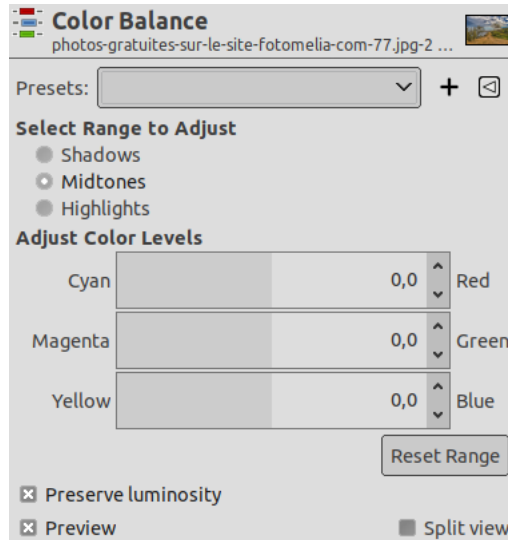 Color Balance
photos-gratuites-sur-le-site-fotomelia-com-77.jpg-2 ...
Presets:
Select Range to Adjust
Shadows
Midtones
Highlights
Adjust Color Levels
Cyan 0,0 Red
Magenta 0,0 Green
Yellow 0,0 Blue
Reset Range
Preserve luminosity
Preview Split view